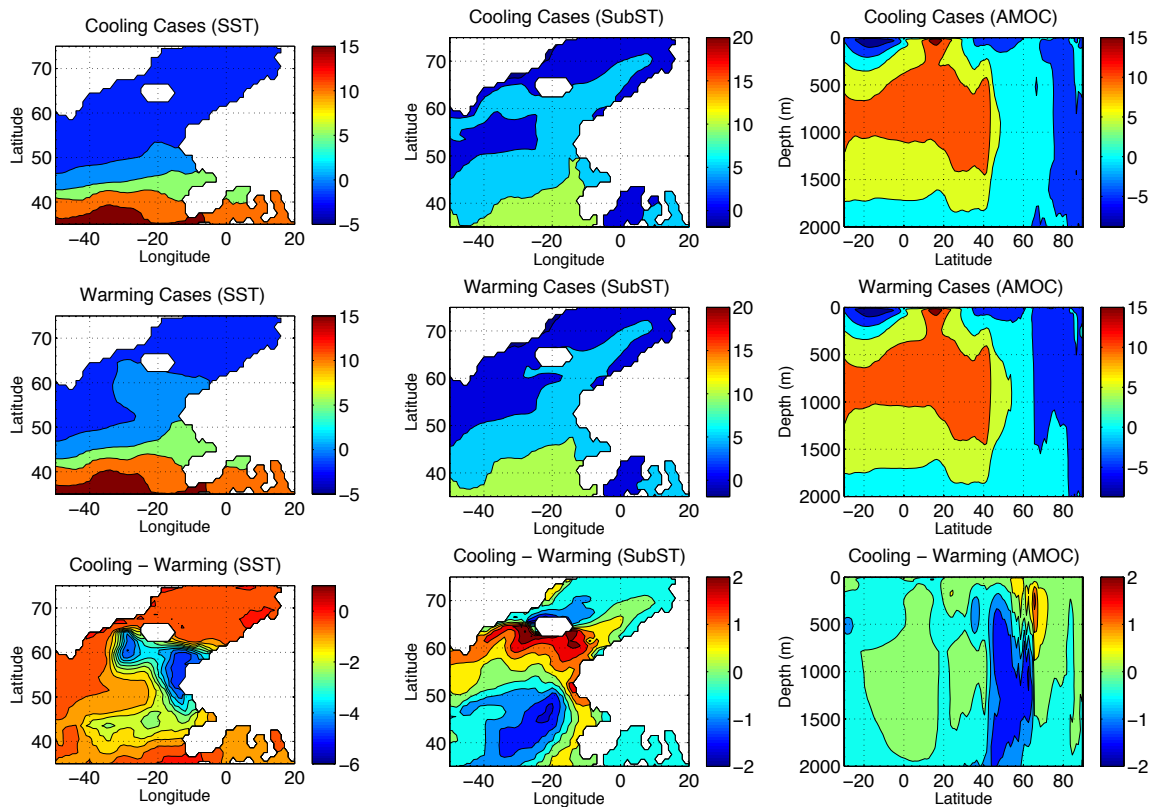 Cooling Cases (SST)
Cooling Cases (SubST)
Cooling Cases (AMOC)
70
60
50
40
Latitude
−40 −20 0 20
Longitude
15
10
5
0
−5
70
60
50
40
Latitude
−40 −20 0 20
Longitude
20
15
10
5
0
0
500
1000
1500
2000
Depth (m)
−20 0 20 40 60 80
Latitude
15
10
5
0
−5
Warming Cases (SST)
Warming Cases (SubST)
Warming Cases (AMOC)
70
60
50
40
Latitude
−40 −20 0 20
Longitude
15
10
5
0
−5
70
60
50
40
Latitude
−40 −20 0 20
Longitude
20
15
10
5
0
0
500
1000
1500
2000
Depth (m)
−20 0 20 40 60 80
Latitude
15
10
5
0
−5
Cooling − Warming (SST)
Cooling − Warming (SubST)
Cooling − Warming (AMOC)
70
60
50
40
Latitude
−40 −20 0 20
Longitude
0
−2
−4
−6
70
60
50
40
Latitude
−40 −20 0 20
Longitude
2
1
0
−1
−2
0
500
1000
1500
2000
Depth (m)
−20 0 20 40 60 80
Latitude
2
1
0
−1
−2